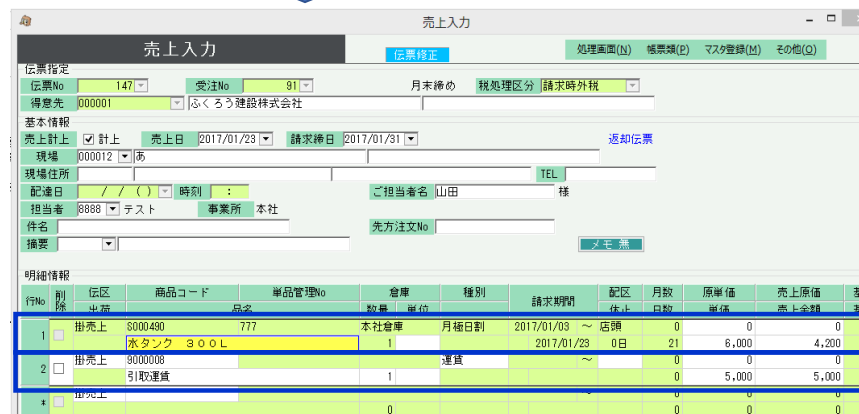 売上入力
売上入力 伝票修正 処理画面(N) 帳票類(P) マスタ登録(M) その他(O)
伝票指定
伝票No 147 受注No 91 月末締め 税処理区分 請求時外税
得意先 000001 ふくろう建設株式会社
基本情報
売上計上 計上 売上日 2017/01/23 請求締日 2017/01/31 返却伝票
現場 000012 あ
現場住所 TEL
配達日 / / ( ) 時刻 : ご担当者名 山田 様
担当者 8888 テスト 事業所 本社
件名 先方注文No
摘要 メモ無
明細情報
行No 削除 伝区 商品コード 単品管理No 倉庫 種別 請求期間 配区 月数 原単価 売上原価
出荷 品名 数量 単位 休止 日数 単価 売上金額
1 掛売上 S000490 777 本社倉庫 月極日割 2017/01/03 ～ 店頭 0 0 0
水タンク ３００Ｌ 1 2017/01/23 0日 21 6,000 4,200
2 掛売上 9000008 運賃 ～ 0 0 0
引取運賃 1 0 5,000 5,000
* 掛売上 ～ 0 0 0
0 0 0 0